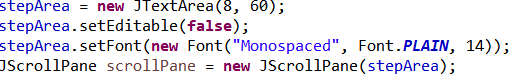 stepArea = new JTextArea(8, 60);
stepArea.setEditable(false);
stepArea.setFont(new Font("Monospaced", Font.PLAIN, 14));
JScrollPane scrollPane = new JScrollPane(stepArea);